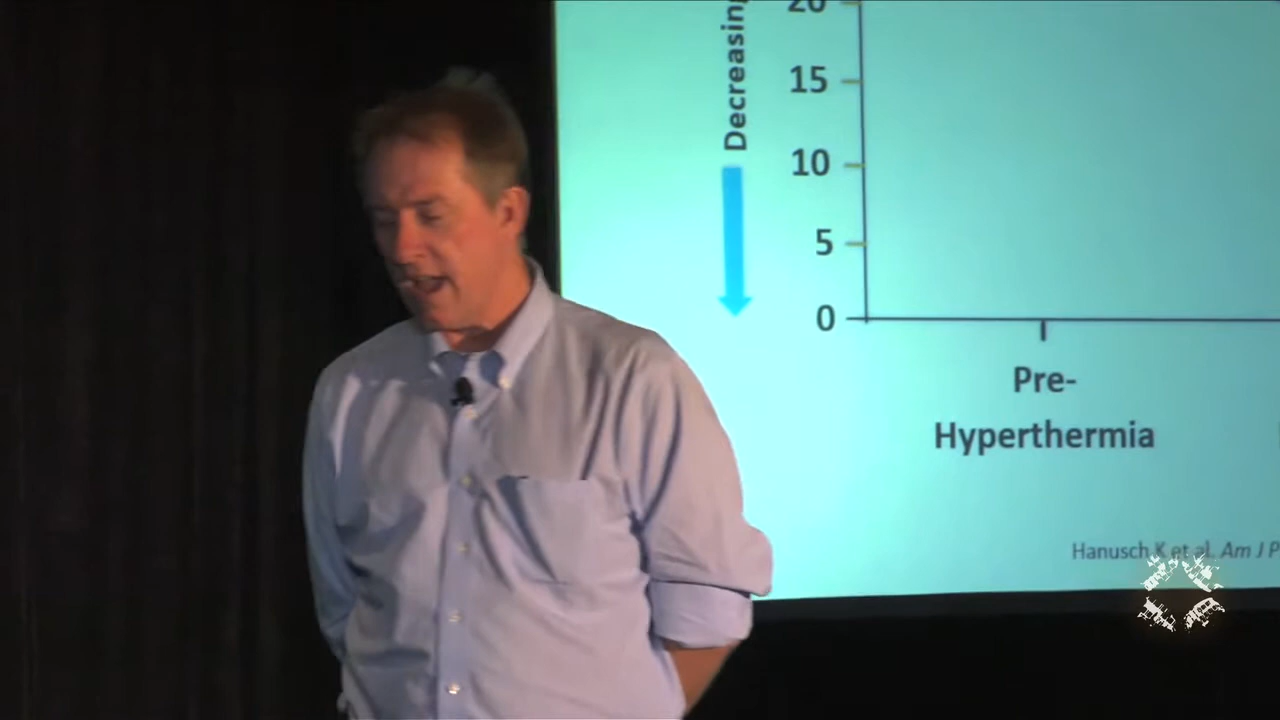 Decreasing
20
15
10
5
0
Pre-
Hyperthermia
Hanusch K et al. Am J P